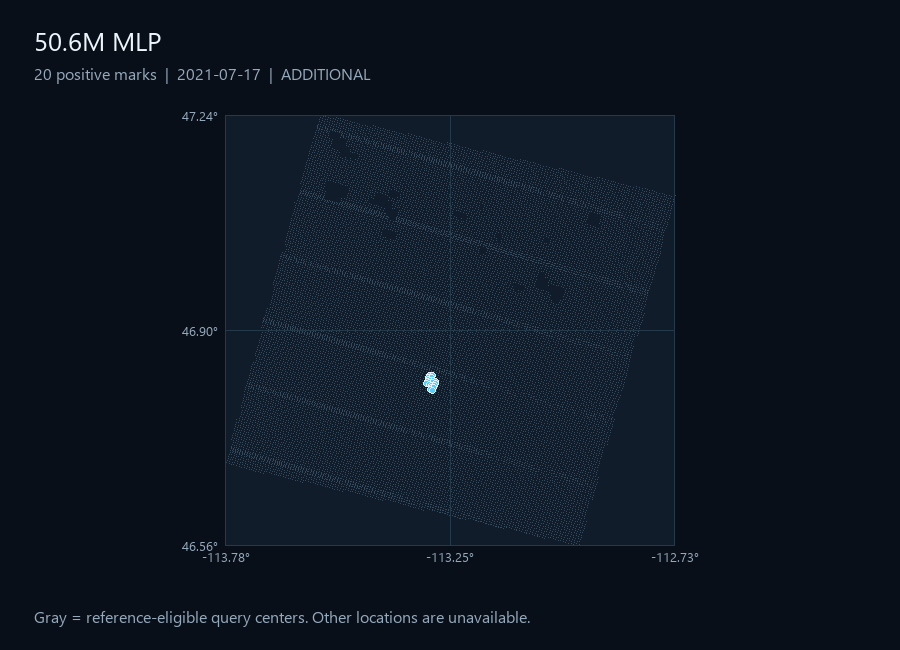 50.6M MLP
20 positive marks | 2021-07-17 | ADDITIONAL
47.24°
46.90°
46.56°
-113.78° -113.25° -112.73°
Gray = reference-eligible query centers. Other locations are unavailable.